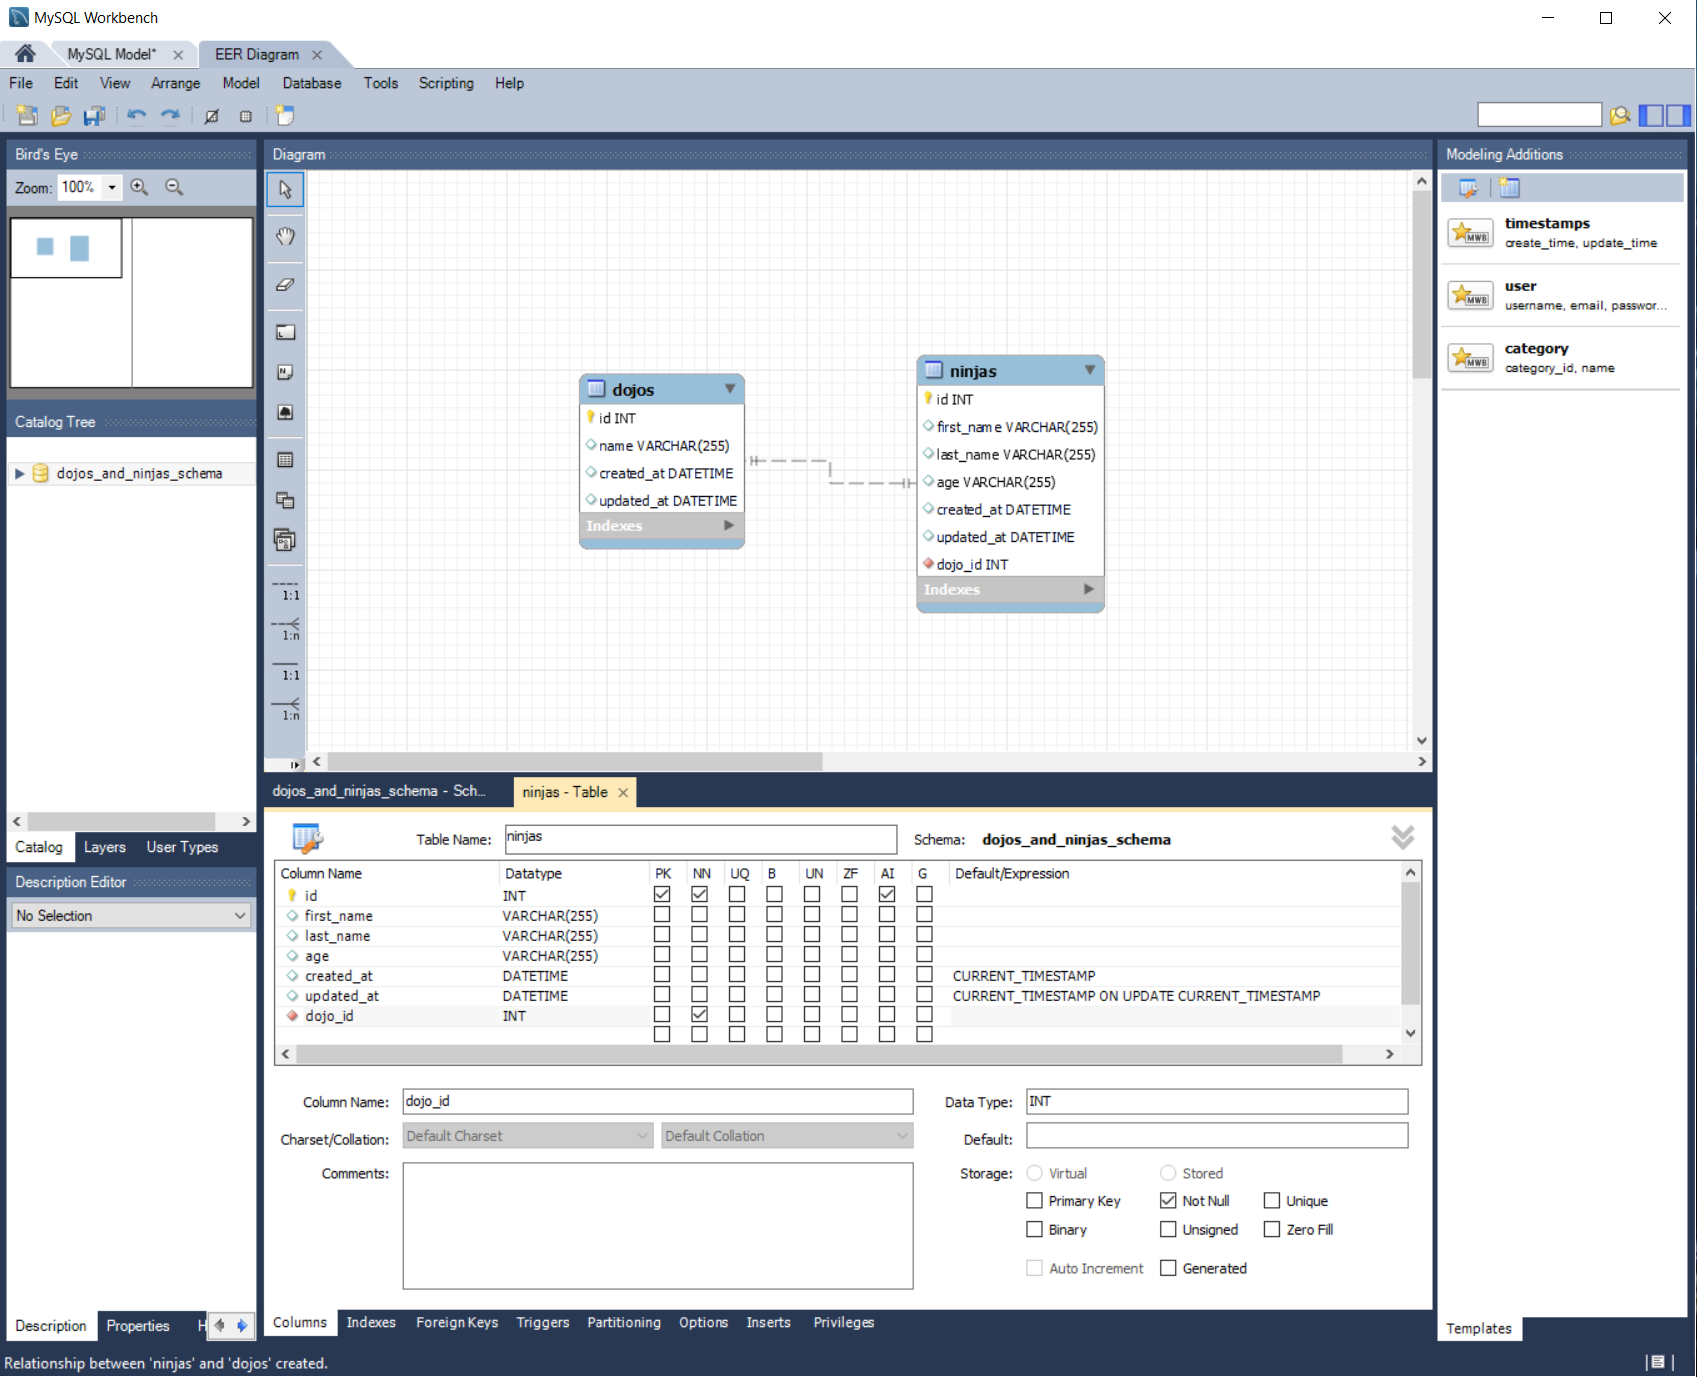 MySQL Workbench
MySQL Model*
EER Diagram
File Edit View Arrange Model Database Tools Scripting Help
Bird's Eye
Zoom: 100%
Catalog Tree
dojos_and_ninjas_schema
Catalog Layers User Types
Description Editor
No Selection
Description Properties H
Diagram
1:1
1:n
1:1
1:n
dojos
id INT
name VARCHAR(255)
created_at DATETIME
updated_at DATETIME
Indexes
ninjas
id INT
first_name VARCHAR(255)
last_name VARCHAR(255)
age VARCHAR(255)
created_at DATETIME
updated_at DATETIME
dojo_id INT
Indexes
Modeling Additions
MWB
timestamps
create_time, update_time
MWB
user
username, email, passwor...
MWB
category
category_id, name
Templates
dojos_and_ninjas_schema - Sch...
ninjas - Table
Table Name: ninjas
Schema: dojos_and_ninjas_schema
Column Name Datatype PK NN UQ B UN ZF AI G Default/Expression
id INT
first_name VARCHAR(255)
last_name VARCHAR(255)
age VARCHAR(255)
created_at DATETIME CURRENT_TIMESTAMP
updated_at DATETIME CURRENT_TIMESTAMP ON UPDATE CURRENT_TIMESTAMP
dojo_id INT
Column Name: dojo_id
Data Type: INT
Charset/Collation: Default Charset Default Collation
Default:
Comments:
Storage: Virtual Stored
Primary Key Not Null Unique
Binary Unsigned Zero Fill
Auto Increment Generated
Columns Indexes Foreign Keys Triggers Partitioning Options Inserts Privileges
Relationship between 'ninjas' and 'dojos' created.